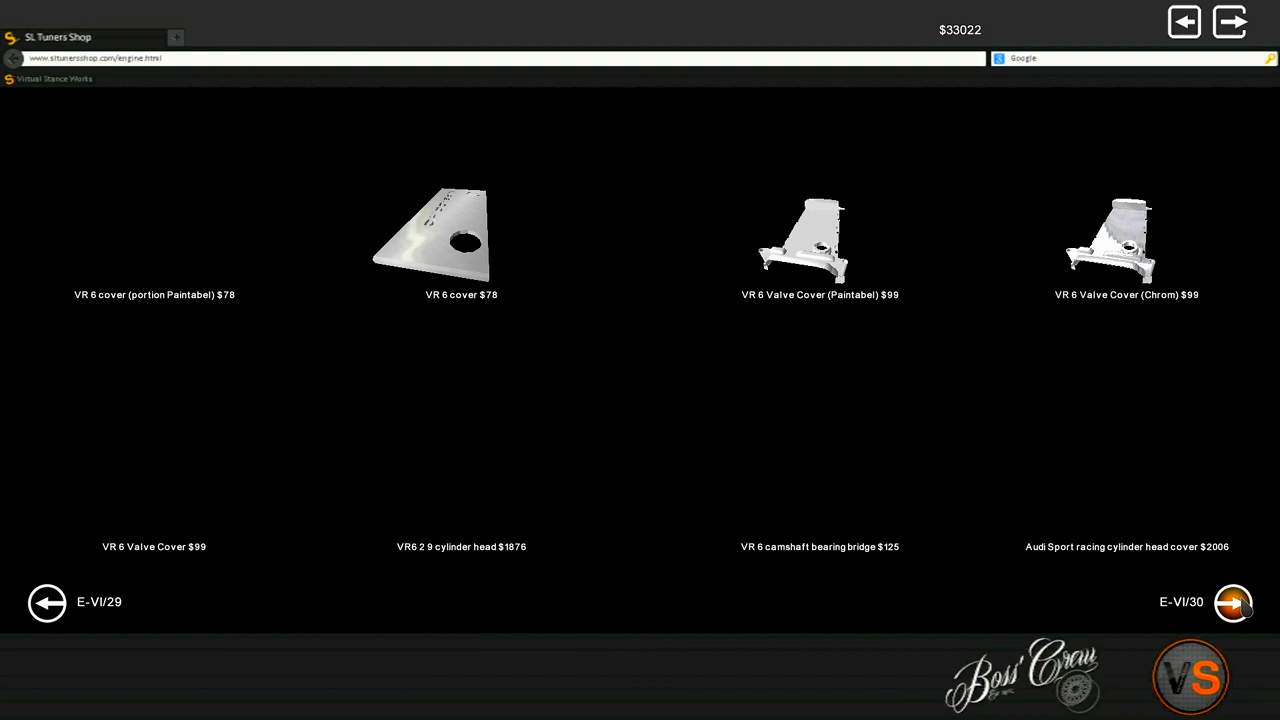 $33022
SL Tuners Shop
www.sltunersshop.com/engine.html
Google
Virtual Stance Works
VR 6 cover (portion Paintabel) $78
VR 6 cover $78
VR 6 Valve Cover (Paintabel) $99
VR 6 Valve Cover (Chrom) $99
VR 6 Valve Cover $99
VR6 2 9 cylinder head $1876
VR 6 camshaft bearing bridge $125
Audi Sport racing cylinder head cover $2006
E-VI/29
E-VI/30
Boss' Crew
VS